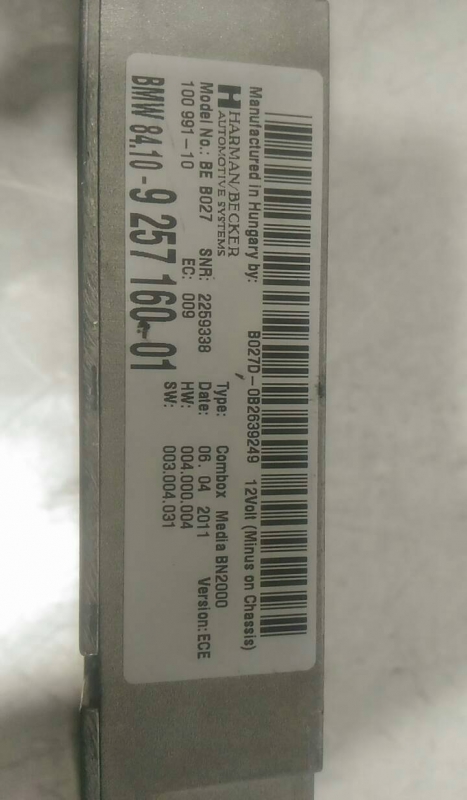 B027D-0B2639249 12Volt (Minus on Chassis)
Manufactured in Hungary by:
HARMAN/BECKER
AUTOMOTIVE SYSTEMS
Type: Combox Media BN2000
Model No.: BE B027 SNR: 2259338 Date: 06. 04 2011 Version: ECE
100 991-10 EC: 009 HW: 004.000.004
SW: 003.004.031
BMW 84.10-9 257 160-01